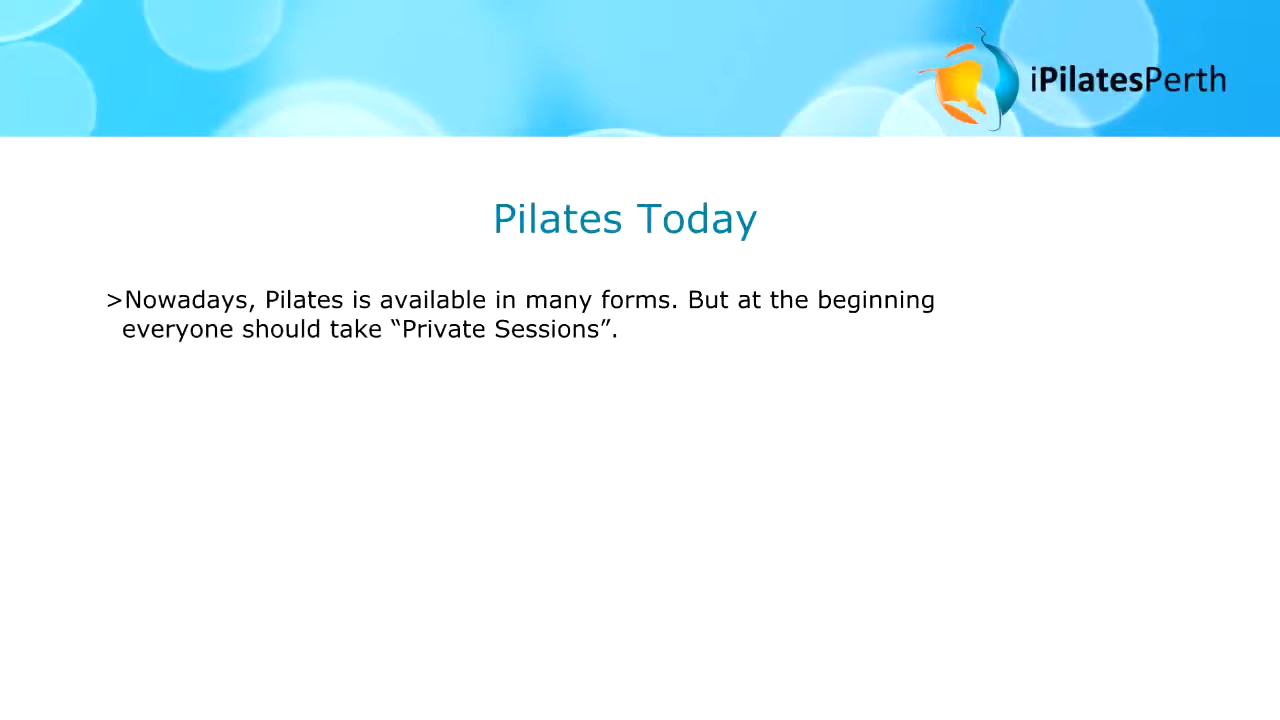 iPilatesPerth
Pilates Today
>Nowadays, Pilates is available in many forms. But at the beginning
everyone should take “Private Sessions”.